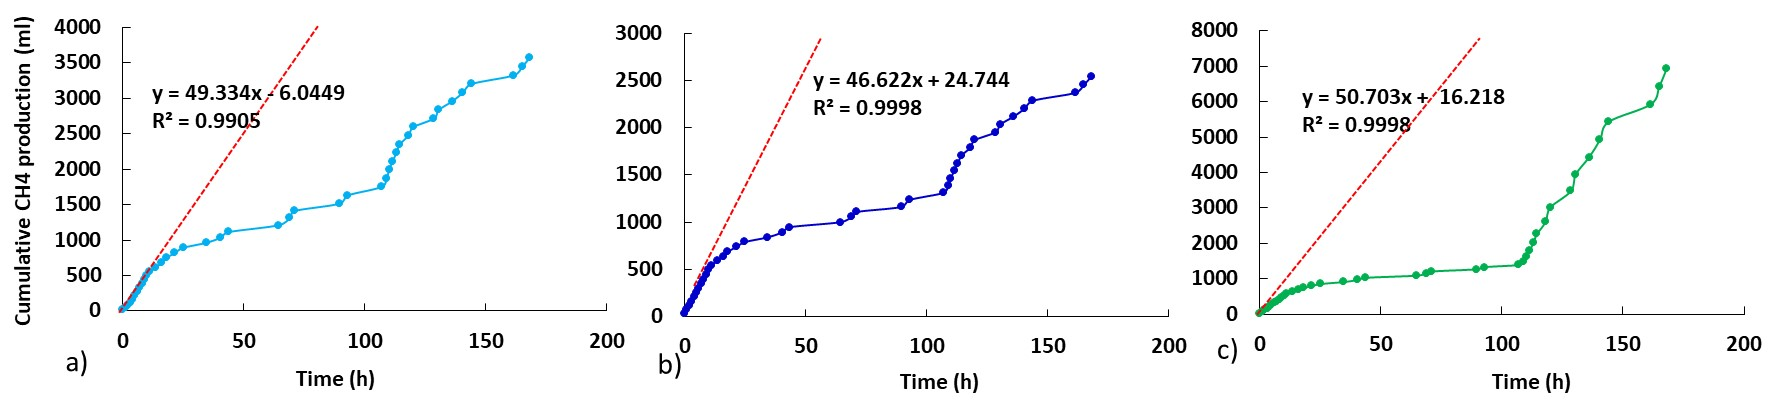 Cumulative CH4 production (ml)
4000
3500
3000
2500
2000
1500
1000
500
0
y = 49.334x - 6.0449
R² = 0.9905
0 50 100 150 200
Time (h)
a)
3000
2500
2000
1500
1000
500
0
y = 46.622x + 24.744
R² = 0.9998
0 50 100 150 200
Time (h)
b)
8000
7000
6000
5000
4000
3000
2000
1000
0
y = 50.703x + 16.218
R² = 0.9998
0 50 100 150 200
Time (h)
c)